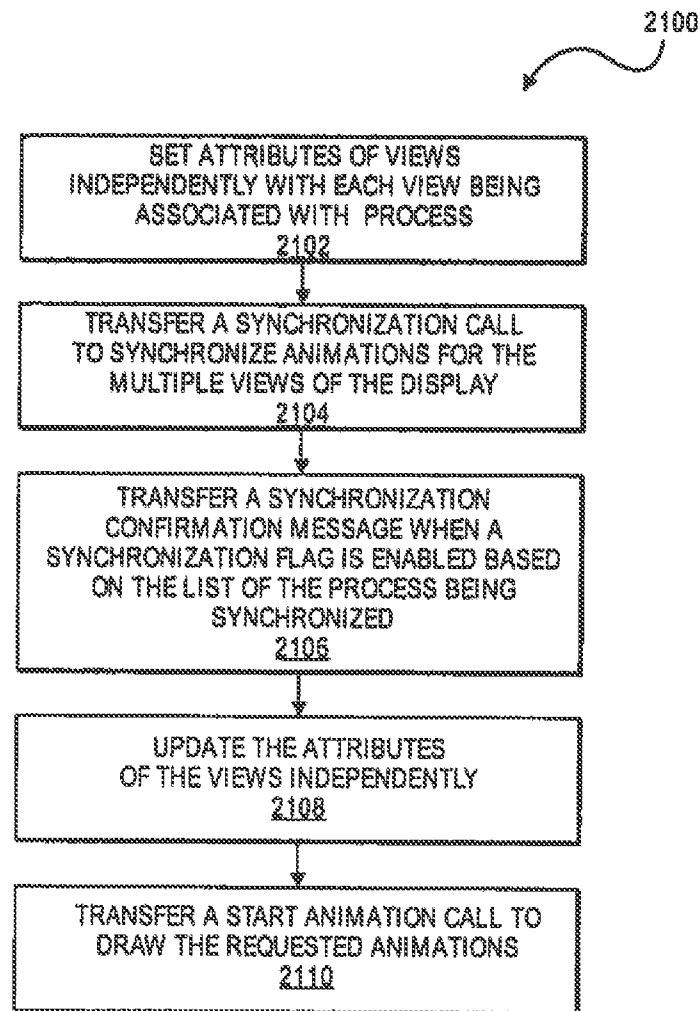 2100
SET ATTRIBUTES OF VIEWS
INDEPENDENTLY WITH EACH VIEW BEING
ASSOCIATED WITH PROCESS
2102
TRANSFER A SYNCHRONIZATION CALL
TO SYNCHRONIZE ANIMATIONS FOR THE
MULTIPLE VIEWS OF THE DISPLAY
2104
TRANSFER A SYNCHRONIZATION
CONFIRMATION MESSAGE WHEN A
SYNCHRONIZATION FLAG IS ENABLED BASED
ON THE LIST OF THE PROCESS BEING
SYNCHRONIZED
2106
UPDATE THE ATTRIBUTES
OF THE VIEWS INDEPENDENTLY
2108
TRANSFER A START ANIMATION CALL TO
DRAW THE REQUESTED ANIMATIONS
2110